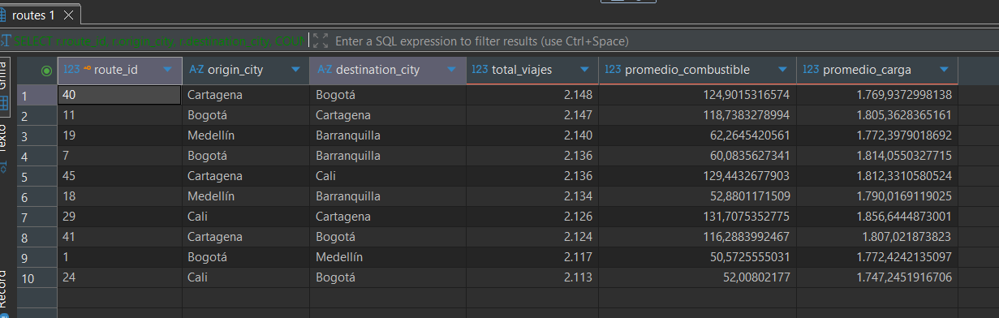 routes 1
SELECT r.route_id, r.origin_city, r.destination_city, COUN
Enter a SQL expression to filter results (use Ctrl+Space)
123 route_id A-Z origin_city A-Z destination_city 123 total_viajes 123 promedio_combustible 123 promedio_carga
1 40 Cartagena Bogotá 2.148 124,9015316574 1.769,9372998138
2 11 Bogotá Cartagena 2.147 118,7383278994 1.805,3628365161
3 19 Medellín Barranquilla 2.140 62,2645420561 1.772,3979018692
4 7 Bogotá Barranquilla 2.136 60,0835627341 1.814,0550327715
5 45 Cartagena Cali 2.136 129,4432677903 1.812,3310580524
6 18 Medellín Barranquilla 2.134 52,8801171509 1.790,0169119025
7 29 Cali Cartagena 2.126 131,7075352775 1.856,6444873001
8 41 Cartagena Bogotá 2.124 116,2883992467 1.807,021873823
9 1 Bogotá Medellín 2.117 50,5725555031 1.772,4242135097
10 24 Cali Bogotá 2.113 52,00802177 1.747,2451916706
Texto
Record